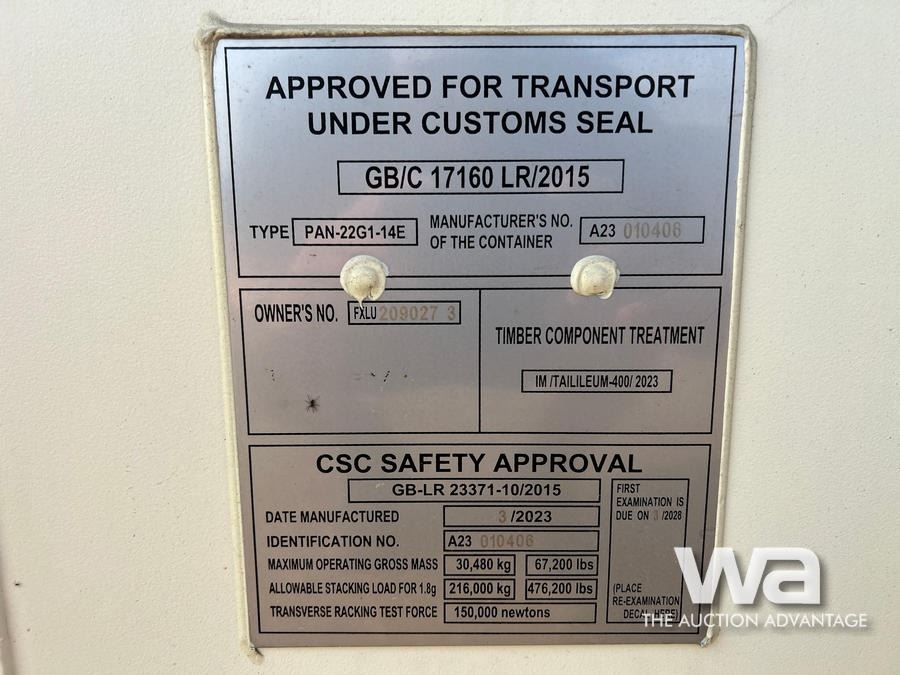 APPROVED FOR TRANSPORT
UNDER CUSTOMS SEAL
GB/C 17160 LR/2015
TYPE PAN-22G1-14E MANUFACTURER'S NO. OF THE CONTAINER A23 010406
OWNER'S NO. FXLU 209027 3
TIMBER COMPONENT TREATMENT
IM /TAILILEUM-400/ 2023
CSC SAFETY APPROVAL
GB-LR 23371-10/2015
DATE MANUFACTURED 3 /2023
IDENTIFICATION NO. A23 010406
MAXIMUM OPERATING GROSS MASS 30,480 kg 67,200 lbs
ALLOWABLE STACKING LOAD FOR 1.8g 216,000 kg 476,200 lbs
TRANSVERSE RACKING TEST FORCE 150,000 newtons
FIRST
EXAMINATION IS
DUE ON 3 /2028
(PLACE
RE-EXAMINATION
DECAL HERE)
wa
THE AUCTION ADVANTAGE